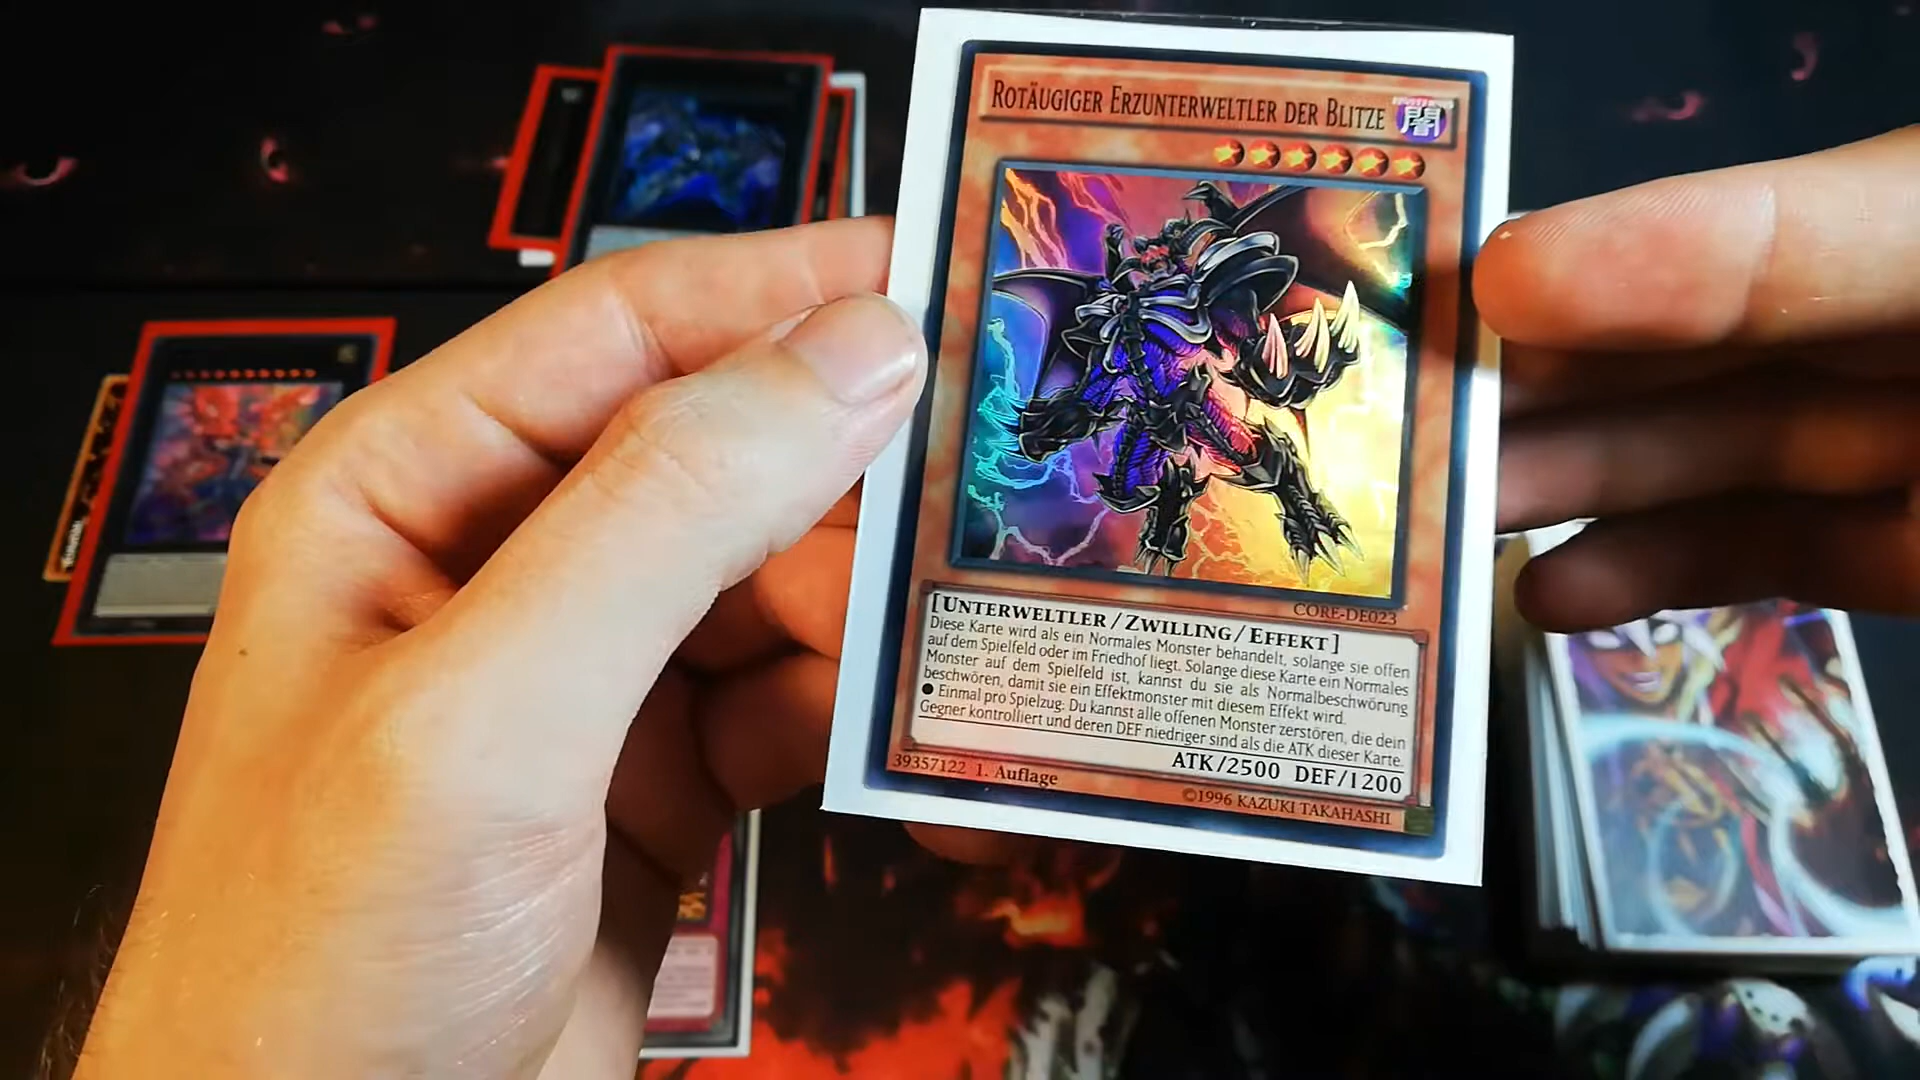 Rotäugiger Erzunterweltler der Blitze
闇
CORE-DE023
[Unterweltler/Zwilling/Effekt]
Diese Karte wird als ein Normales Monster behandelt, solange sie offen
auf dem Spielfeld oder im Friedhof liegt. Solange diese Karte ein Normales
Monster auf dem Spielfeld ist, kannst du sie als Normalbeschwörung
beschwören, damit sie ein Effektmonster mit diesem Effekt wird.
● Einmal pro Spielzug: Du kannst alle offenen Monster zerstören, die dein
Gegner kontrolliert und deren DEF niedriger sind als die ATK dieser Karte.
ATK/2500 DEF/1200
39357122 1. Auflage
©1996 KAZUKI TAKAHASHI